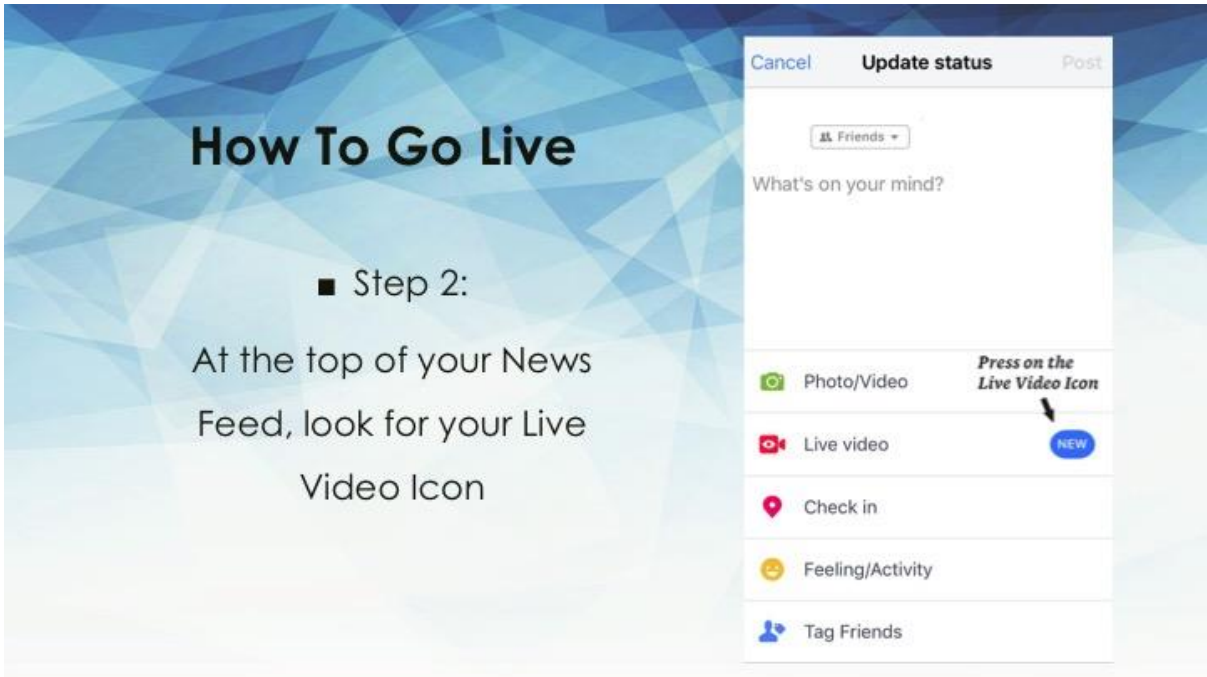 How To Go Live
■ Step 2:
At the top of your News
Feed, look for your Live
Video Icon
Cancel Update status Post
Friends
What's on your mind?
Photo/Video
Press on the
Live Video Icon
Live video NEW
Check in
Feeling/Activity
Tag Friends